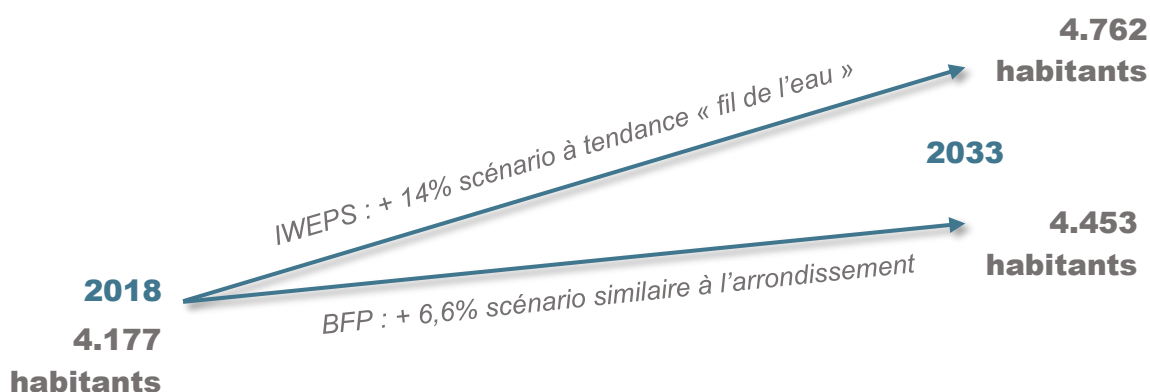 2018
4.177
habitants
IWEPS : + 14% scénario à tendance « fil de l’eau »
BFP : + 6,6% scénario similaire à l’arrondissement
4.762
habitants
2033
4.453
habitants